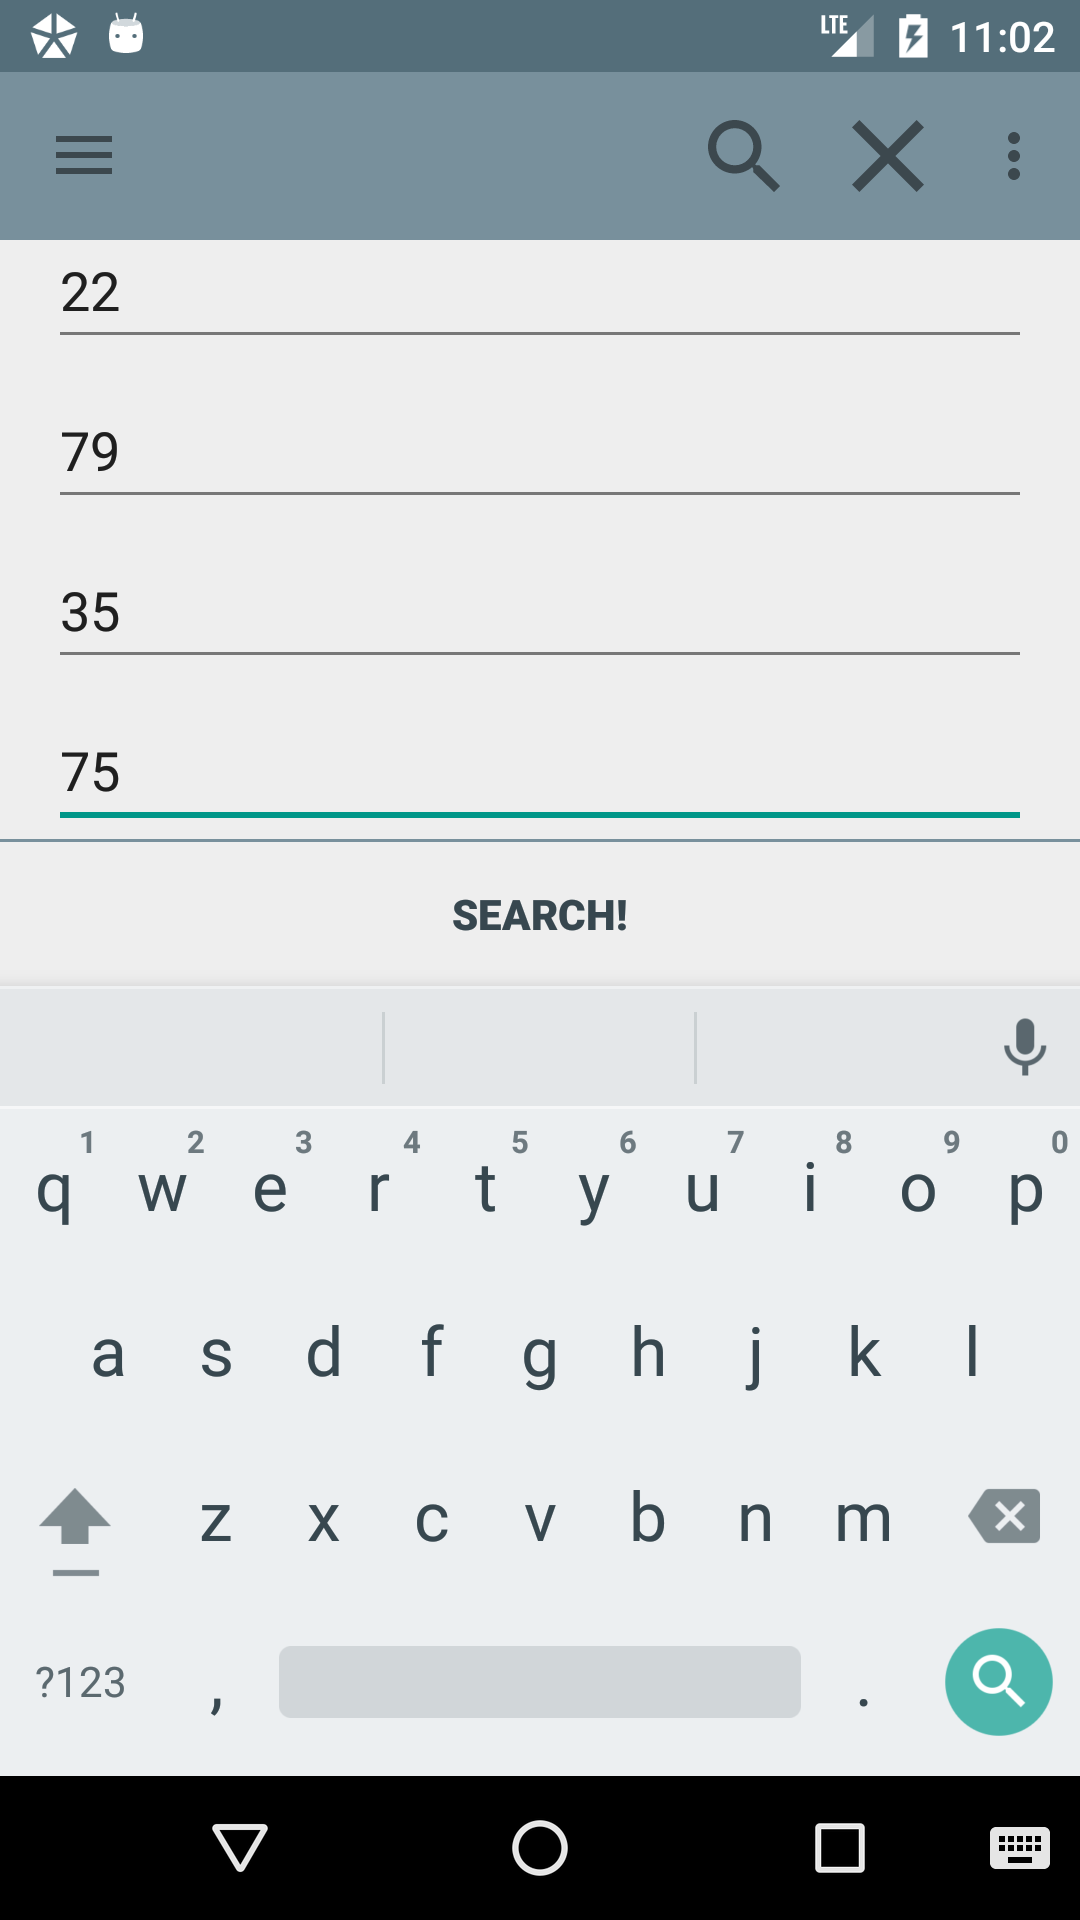 LTE 11:02
22
79
35
75
SEARCH!
1 2 3 4 5 6 7 8 9 0
q w e r t y u i o p
a s d f g h j k l
z x c v b n m
?123 , .